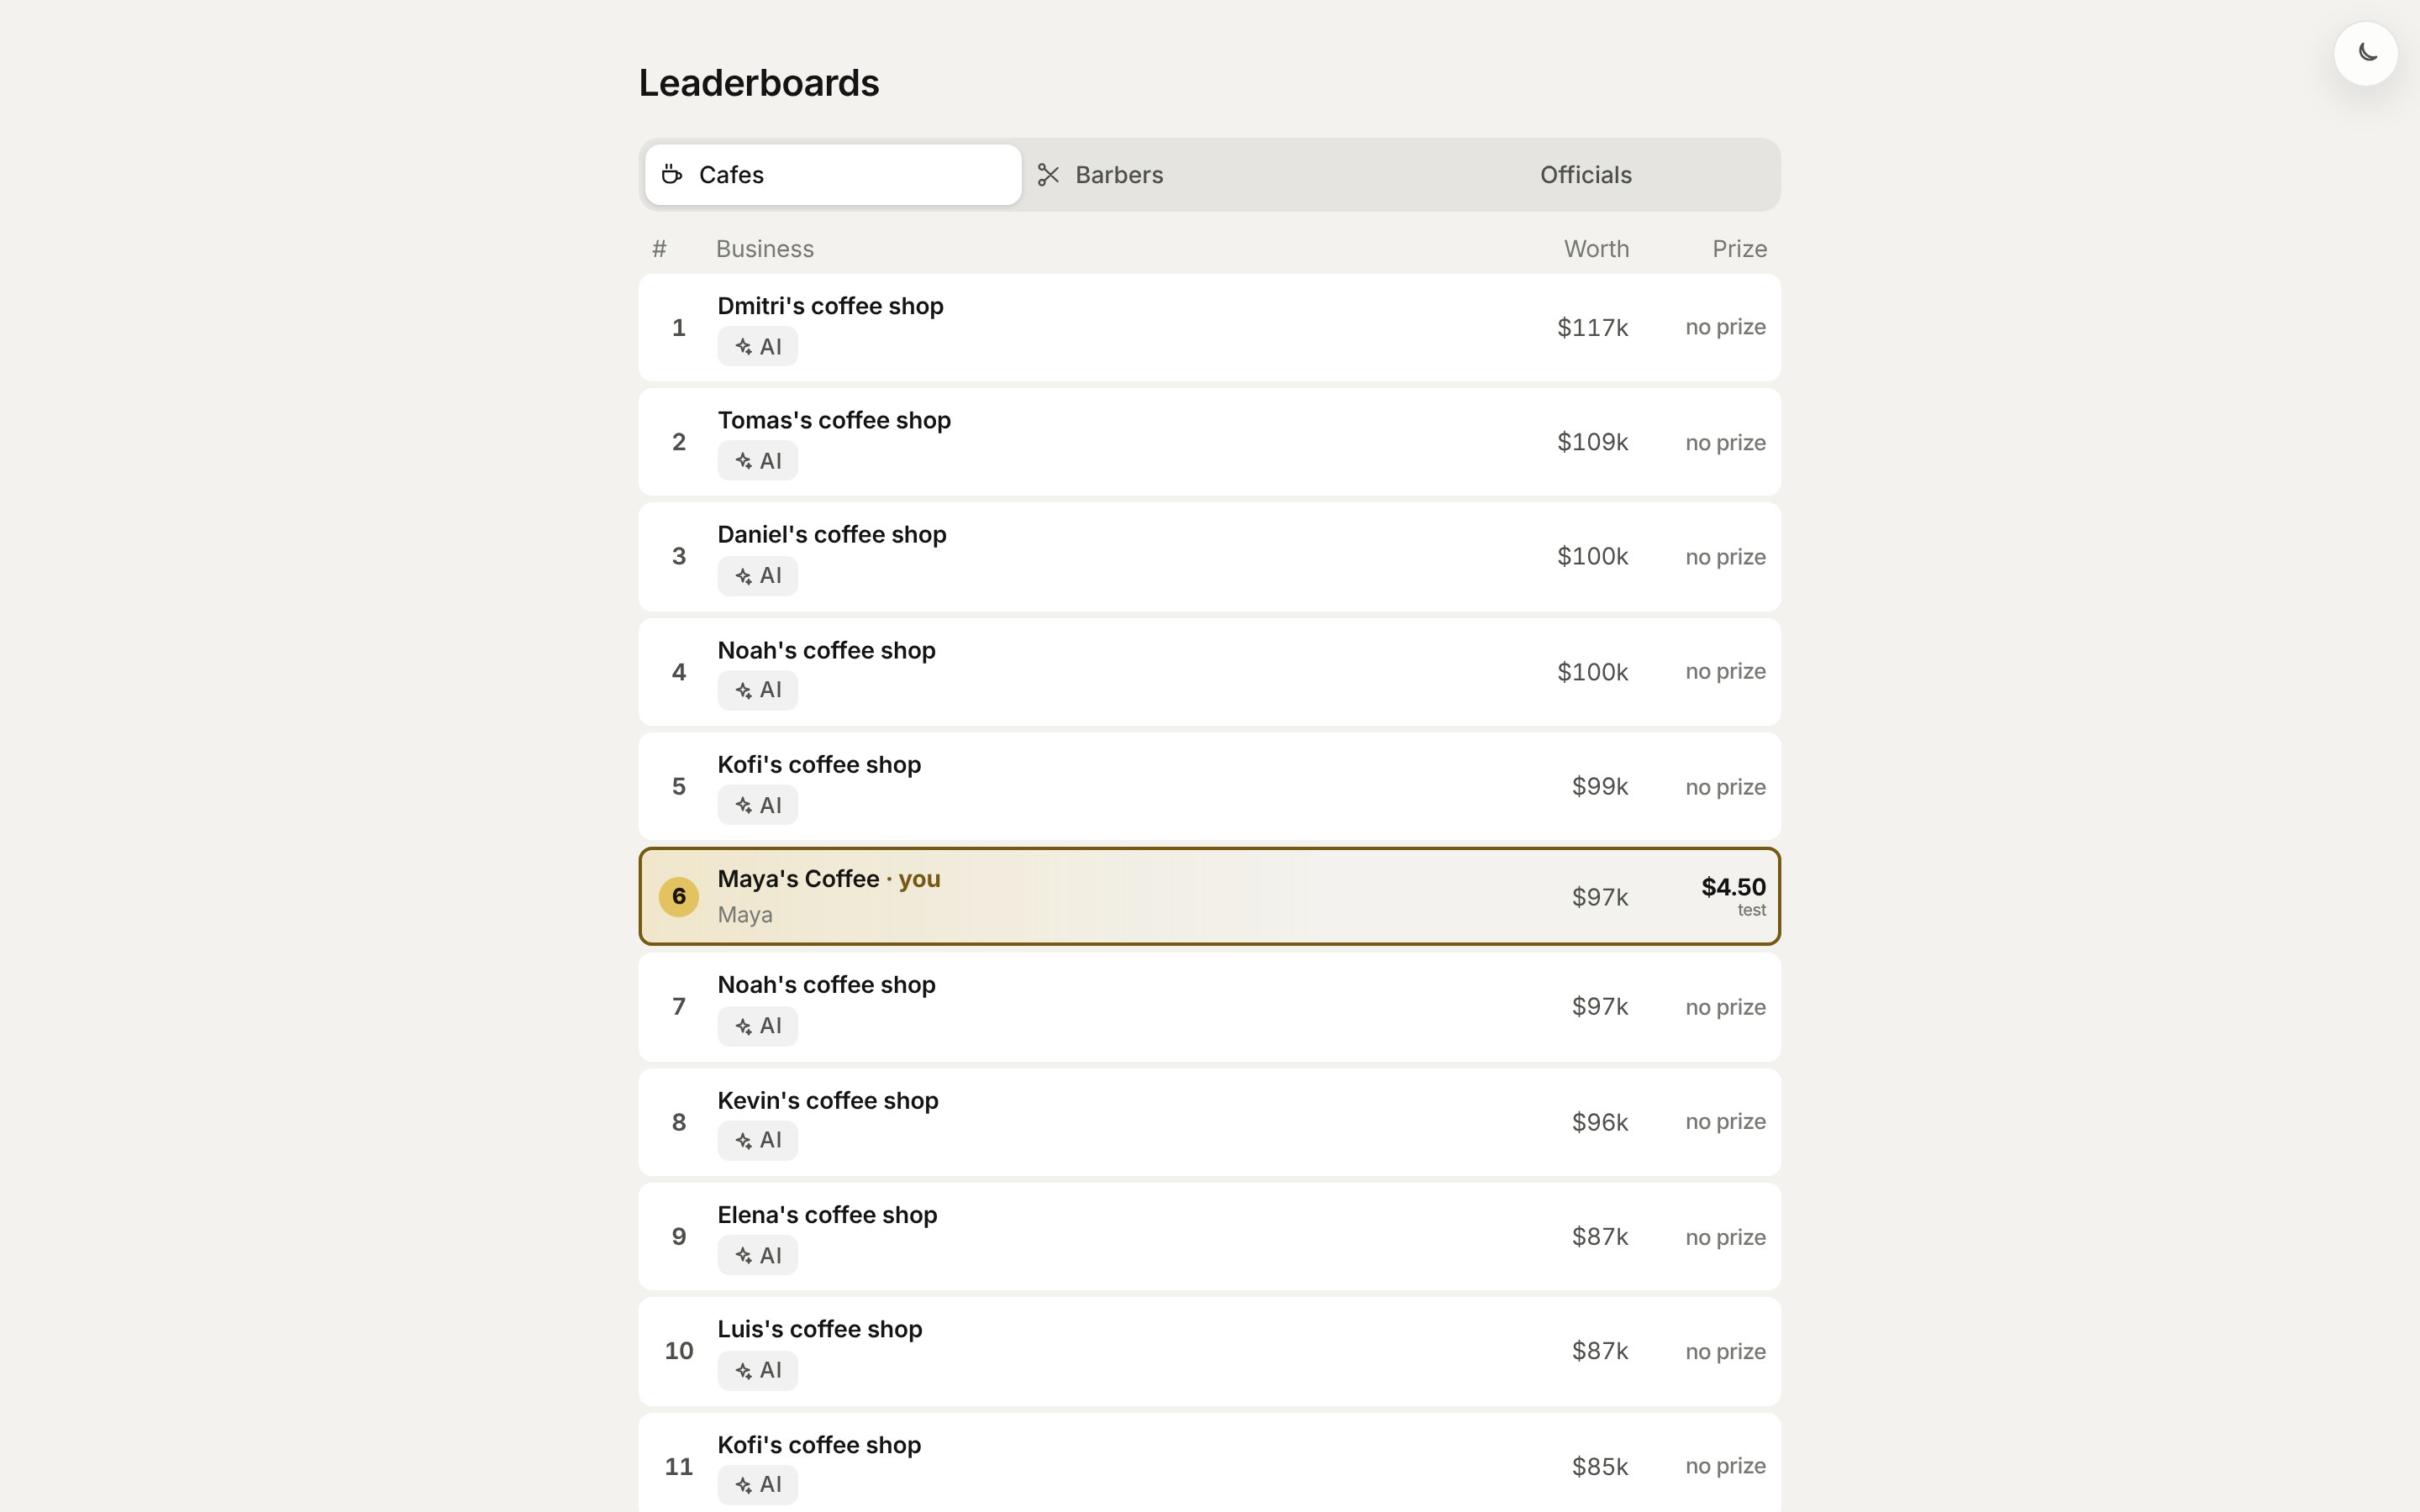 Leaderboards
Cafes
Barbers
Officials
# Business Worth Prize
1 Dmitri's coffee shop $117k no prize
AI
2 Tomas's coffee shop $109k no prize
AI
3 Daniel's coffee shop $100k no prize
AI
4 Noah's coffee shop $100k no prize
AI
5 Kofi's coffee shop $99k no prize
AI
6 Maya's Coffee · you $97k $4.50
Maya test
7 Noah's coffee shop $97k no prize
AI
8 Kevin's coffee shop $96k no prize
AI
9 Elena's coffee shop $87k no prize
AI
10 Luis's coffee shop $87k no prize
AI
11 Kofi's coffee shop $85k no prize
AI